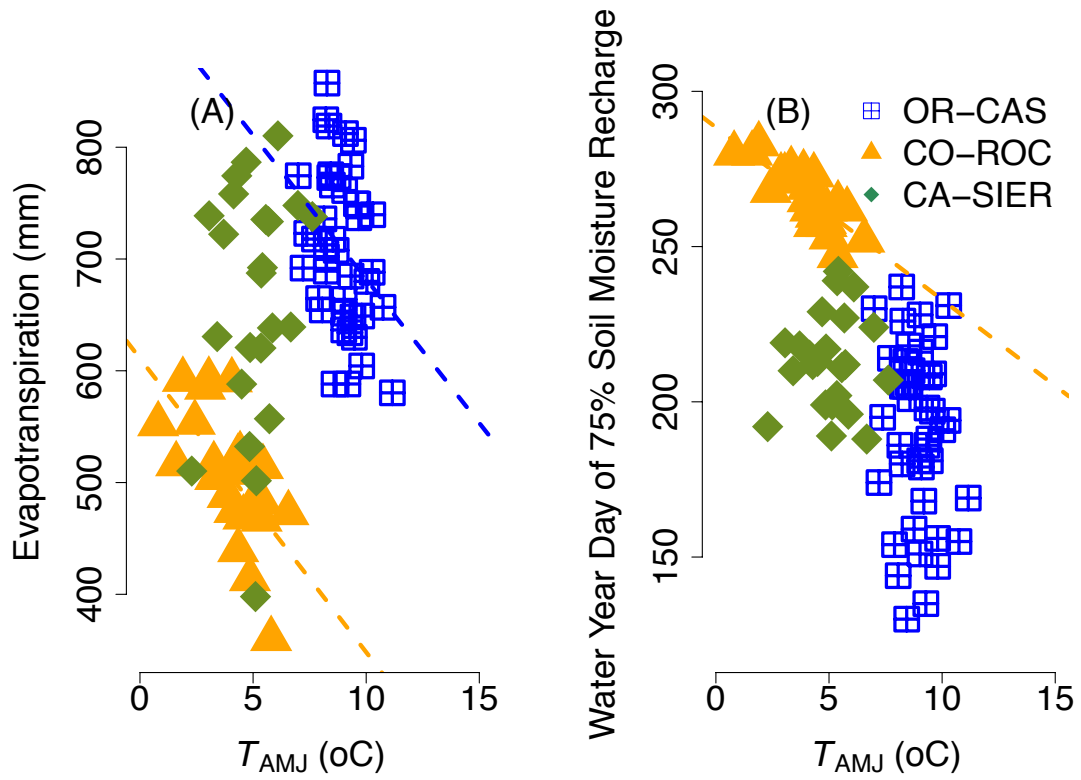 Evapotranspiration (mm)
800
700
600
500
400
(A)
0 5 10 15
TAMJ (oC)
Water Year Day of 75% Soil Moisture Recharge
300
250
200
150
(B)
OR−CAS
CO−ROC
CA−SIER
0 5 10 15
TAMJ (oC)